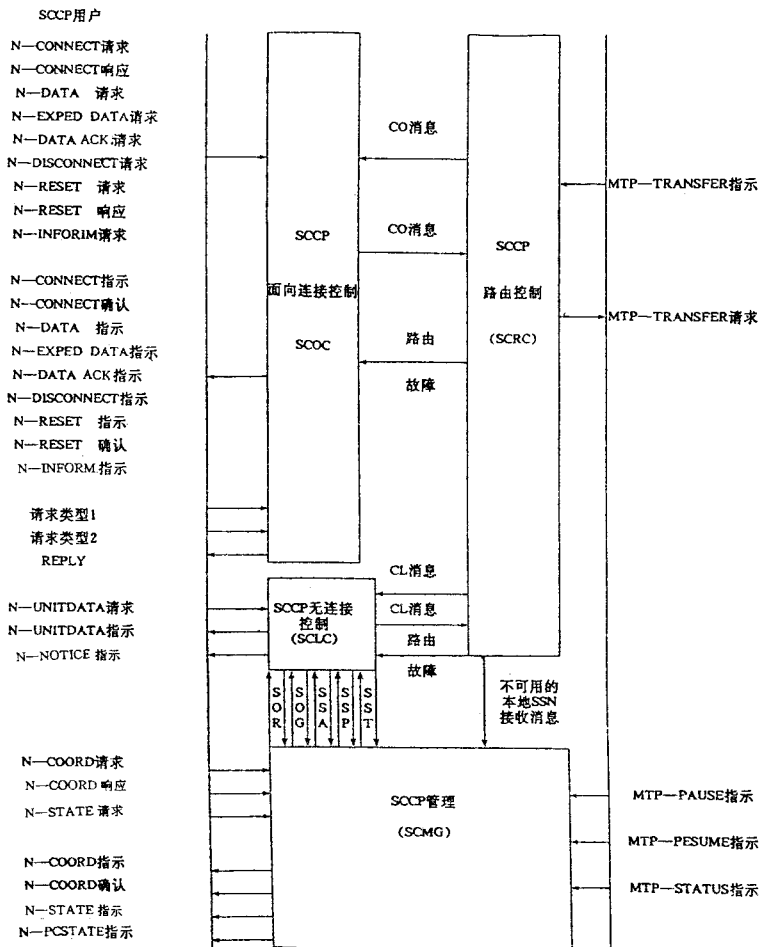 SCCP用户
N—CONNECT请求
N—CONNECT响应
N—DATA 请求
N—EXPED DATA请求
N—DATA ACK请求
N—DISCONNECT请求
N—RESET 请求
N—RESET 响应
N—INFORIM请求
N—CONNECT指示
N—CONNECT确认
N—DATA 指示
N—EXPED DATA指示
N—DATA ACK指示
N—DISCONNECT指示
N—RESET 指示
N—RESET 确认
N—INFORM指示
请求类型1
请求类型2
REPLY
N—UNITDATA请求
N—UNITDATA指示
N—NOTICE 指示
N—COORD请求
N—COORD 响应
N—STATE 请求
N—COORD指示
N—COORD确认
N—STATE 指示
N—PCSTATE指示
SCCP
面向连接控制
SCOC
CO消息
CO消息
路由
故障
SCCP
路由控制
(SCRC)
MTP—TRANSFER指示
MTP—TRANSFER请求
SCCP无连接
控制
(SCLC)
CL消息
CL消息
路由
故障
不可用的
本地SSN
接收消息
SOR
SOG
SSA
SSP
SST
SCCP管理
(SCMG)
MTP—PAUSE指示
MTP—PESUME指示
MTP—STATUS指示